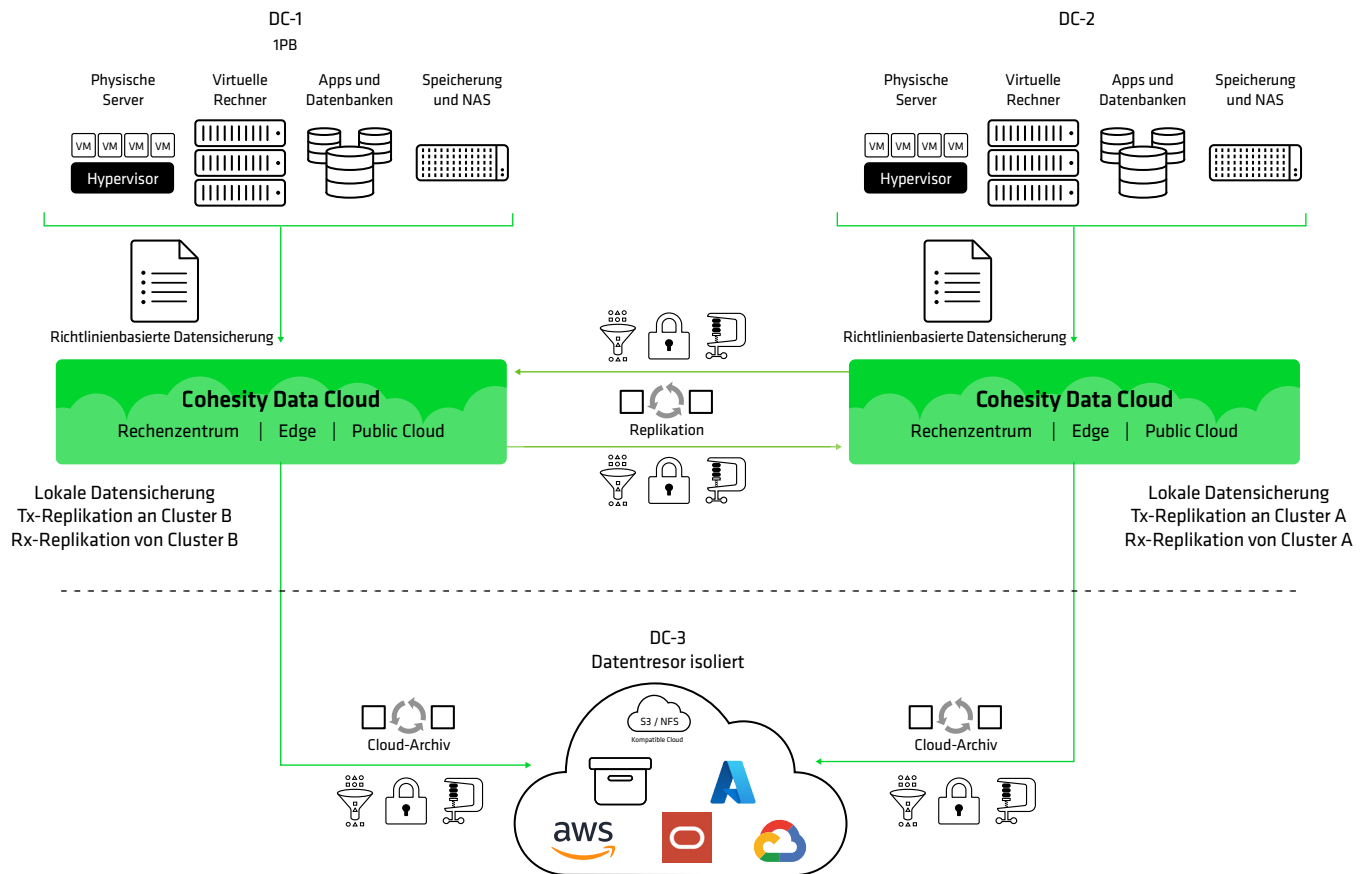 DC-1
1PB
Physische
Server
Virtuelle
Rechner
Apps und
Datenbanken
Speicherung
und NAS
VM VM VM VM
Hypervisor
Richtlinienbasierte Datensicherung
DC-2
Physische
Server
Virtuelle
Rechner
Apps und
Datenbanken
Speicherung
und NAS
VM VM VM VM
Hypervisor
Richtlinienbasierte Datensicherung
Cohesity Data Cloud
Rechenzentrum | Edge | Public Cloud
Replikation
Cohesity Data Cloud
Rechenzentrum | Edge | Public Cloud
Lokale Datensicherung
Tx-Replikation an Cluster B
Rx-Replikation von Cluster B
Lokale Datensicherung
Tx-Replikation an Cluster A
Rx-Replikation von Cluster A
DC-3
Datentresor isoliert
S3 / NFS
Kompatible Cloud
Cloud-Archiv
Cloud-Archiv
aws